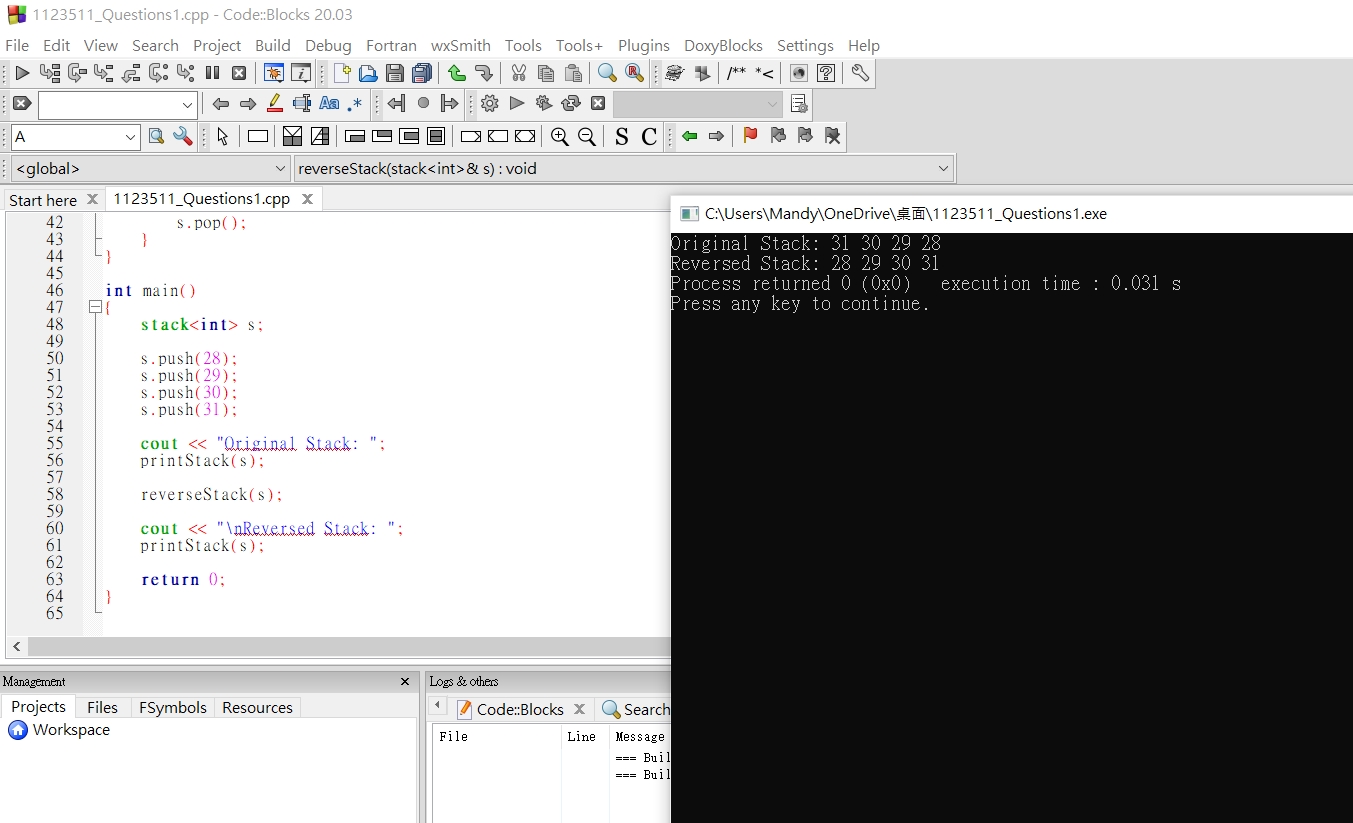 1123511_Questions1.cpp - Code::Blocks 20.03
File Edit View Search Project Build Debug Fortran wxSmith Tools Tools+ Plugins DoxyBlocks Settings Help
/** *<
Aa .*
A
S C
<global> reverseStack(stack<int>& s) : void
Start here 1123511_Questions1.cpp
42 s.pop();
43 }
44 }
45
46 int main()
47 {
48 stack<int> s;
49
50 s.push(28);
51 s.push(29);
52 s.push(30);
53 s.push(31);
54
55 cout << "Original Stack: ";
56 printStack(s);
57
58 reverseStack(s);
59
60 cout << "\nReversed Stack: ";
61 printStack(s);
62
63 return 0;
64 }
65
C:\Users\Mandy\OneDrive\桌面\1123511_Questions1.exe
Original Stack: 31 30 29 28
Reversed Stack: 28 29 30 31
Process returned 0 (0x0) execution time : 0.031 s
Press any key to continue.
Management
Projects Files FSymbols Resources
Workspace
Logs & others
Code::Blocks Search
File Line Message
=== Buil
=== Buil